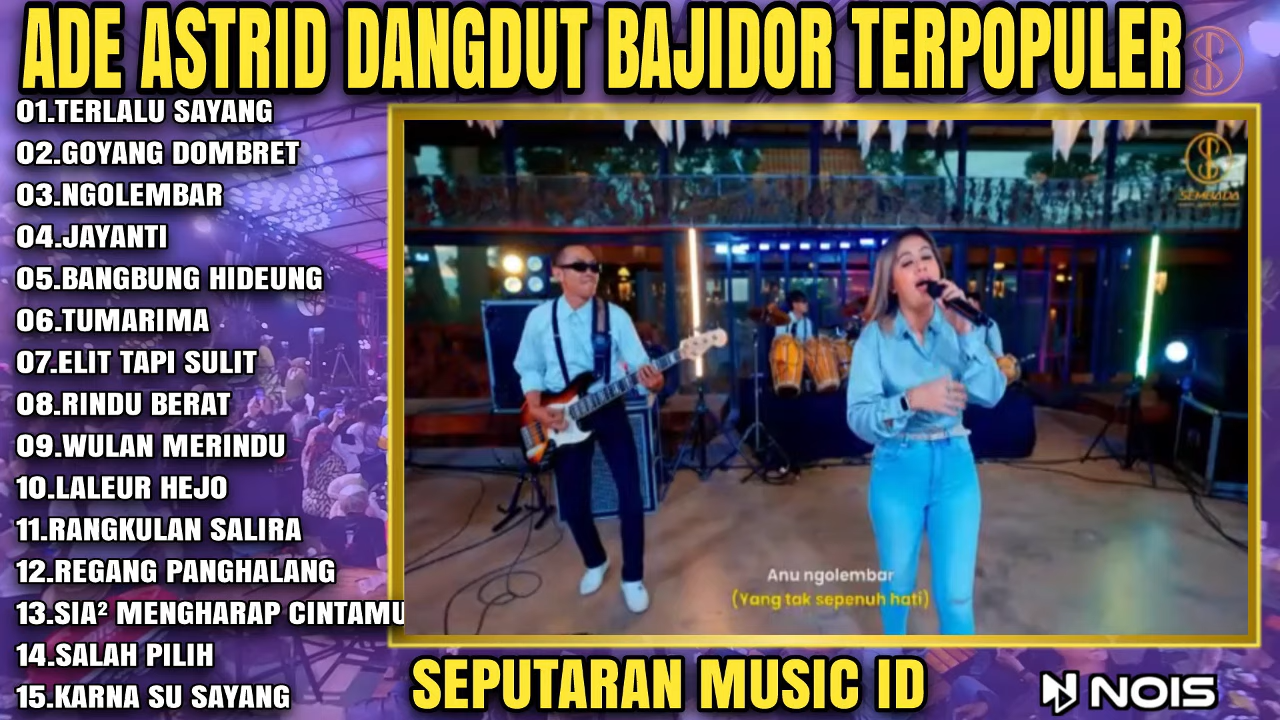 ADE ASTRID DANGDUT BAJIDOR TERPOPULER
01.TERLALU SAYANG
02.GOYANG DOMBRET
03.NGOLEMBAR
04.JAYANTI
05.BANGBUNG HIDEUNG
06.TUMARIMA
07.ELIT TAPI SULIT
08.RINDU BERAT
09.WULAN MERINDU
10.LALEUR HEJO
11.RANGKULAN SALIRA
12.REGANG PANGHALANG
13.SIA² MENGHARAP CINTAMU
14.SALAH PILIH
15.KARNA SU SAYANG
SEMBADA
Anu ngolembar
(Yang tak sepenuh hati)
SEPUTARAN MUSIC ID
NOIS